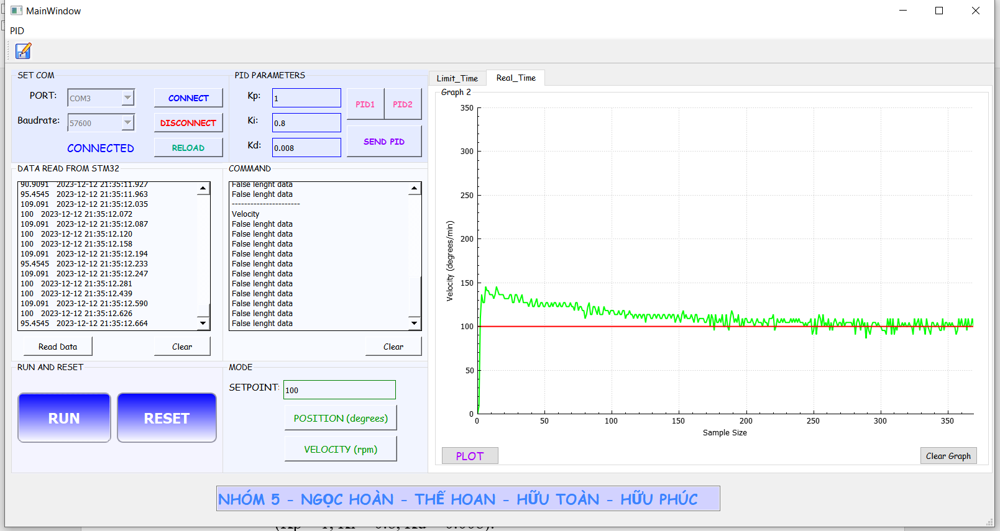 MainWindow
PID
SET COM
PORT:
COM3
CONNECT
Baudrate:
57600
DISCONNECT
CONNECTED
RELOAD
PID PARAMETERS
Kp:
1
PID1
PID2
Ki:
0.8
Kd:
0.008
SEND PID
DATA READ FROM STM32
90.9091 2023-12-12 21:35:11.927
95.4545 2023-12-12 21:35:11.963
109.091 2023-12-12 21:35:12.035
100 2023-12-12 21:35:12.072
109.091 2023-12-12 21:35:12.087
100 2023-12-12 21:35:12.120
100 2023-12-12 21:35:12.158
109.091 2023-12-12 21:35:12.194
95.4545 2023-12-12 21:35:12.233
109.091 2023-12-12 21:35:12.247
100 2023-12-12 21:35:12.281
100 2023-12-12 21:35:12.439
109.091 2023-12-12 21:35:12.590
100 2023-12-12 21:35:12.626
95.4545 2023-12-12 21:35:12.664
Read Data
Clear
COMMAND
False lenght data
False lenght data
----------------------
Velocity
False lenght data
False lenght data
False lenght data
False lenght data
False lenght data
False lenght data
False lenght data
False lenght data
False lenght data
False lenght data
False lenght data
Clear
RUN AND RESET
RUN
RESET
MODE
SETPOINT:
100
POSITION (degrees)
VELOCITY (rpm)
Limit_Time
Real_Time
Graph 2
350
300
250
200
150
100
50
0
Velocity (degrees/min)
0
50
100
150
200
250
300
350
Sample Size
PLOT
Clear Graph
NHÓM 5 - NGỌC HOÀN - THẾ HOAN - HỮU TOÀN - HỮU PHÚC